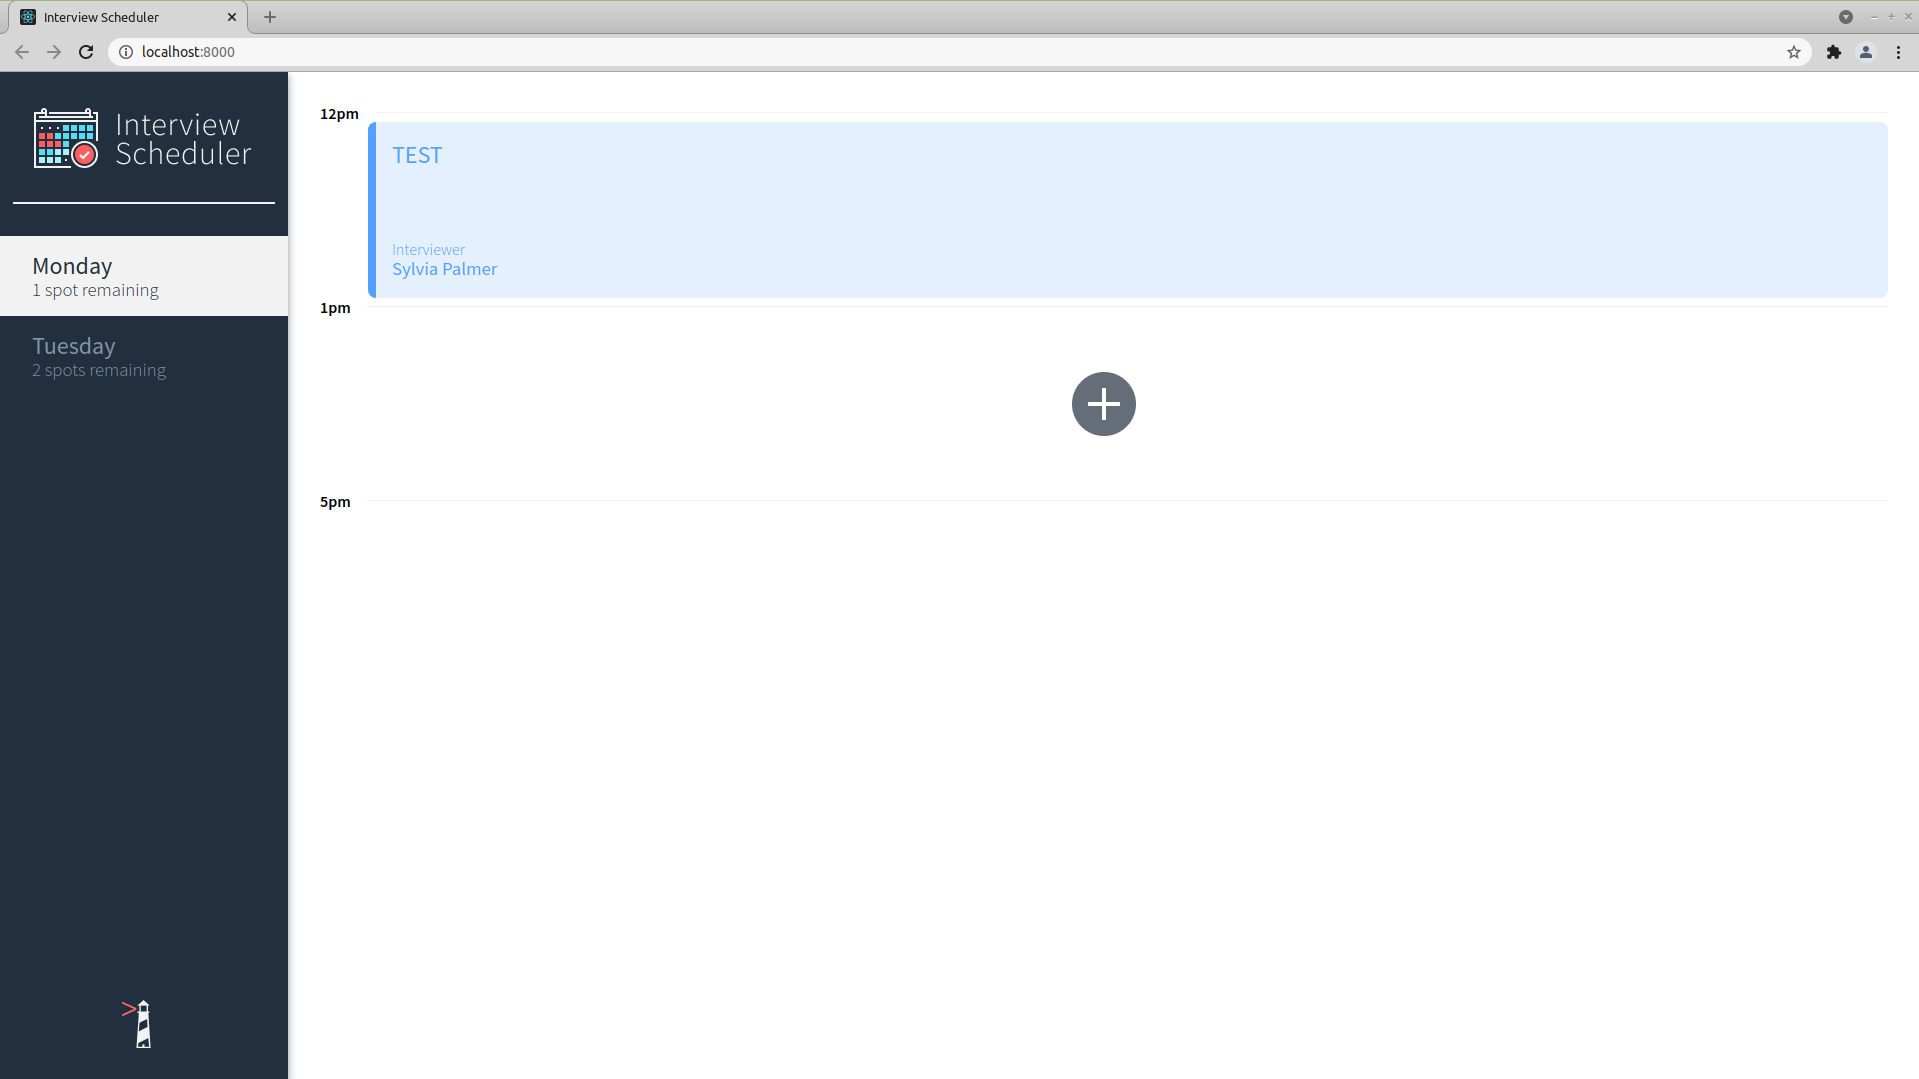 Interview Scheduler
localhost:8000
Interview
Scheduler
Monday
1 spot remaining
Tuesday
2 spots remaining
12pm
TEST
Interviewer
Sylvia Palmer
1pm
5pm